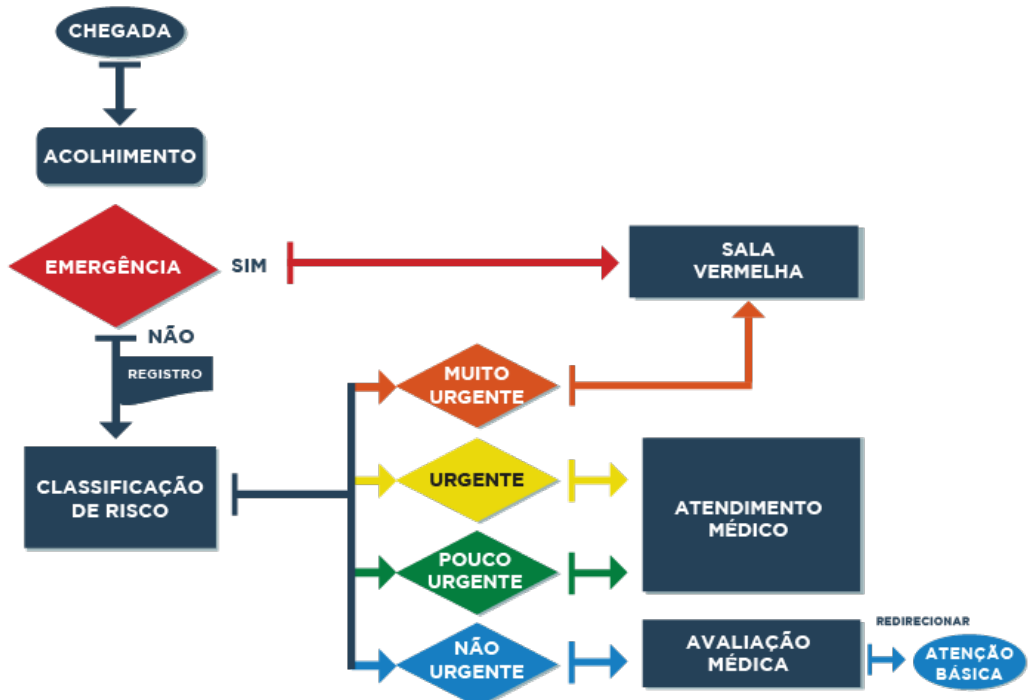 CHEGADA
ACOLHIMENTO
EMERGÊNCIA
SIM
SALA
VERMELHA
NÃO
REGISTRO
MUITO
URGENTE
CLASSIFICAÇÃO
DE RISCO
URGENTE
ATENDIMENTO
MÉDICO
POUCO
URGENTE
NÃO
URGENTE
AVALIAÇÃO
MÉDICA
REDIRECIONAR
ATENÇÃO
BÁSICA